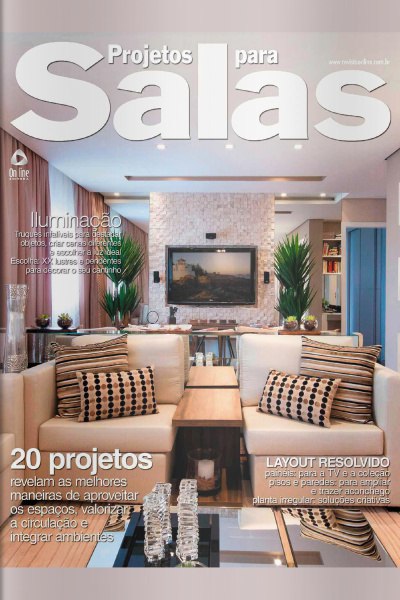 Projetos para
Salas
www.revistaonline.com.br
On line
EDITORA
Iluminação
Truques infalíveis para destacar
objetos, criar cenas diferentes
e escolher a luz ideal
Escolha: XX lustres e pendentes
para decorar o seu cantinho
20 projetos
revelam as melhores
maneiras de aproveitar
os espaços, valorizar
a circulação e
integrar ambientes
LAYOUT RESOLVIDO
painéis para a TV e a coleção
pisos e paredes: para ampliar
e trazer aconchego
planta irregular: soluções criativas